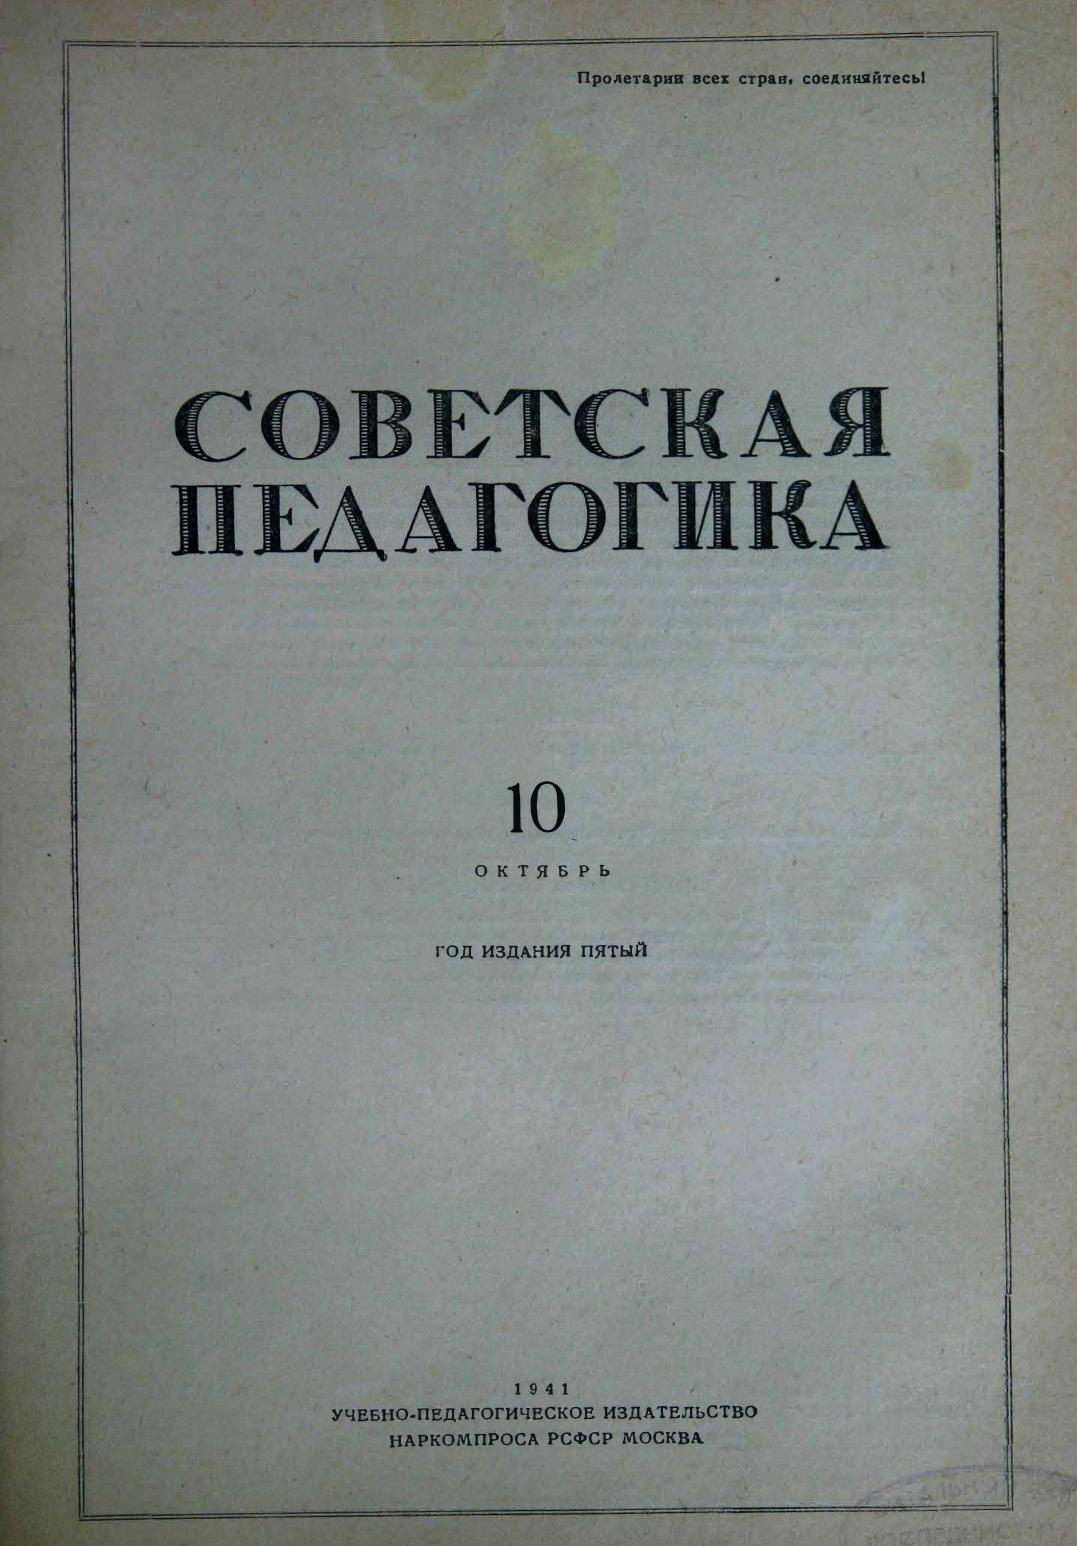 Пролетарии всех стран, соединяйтесь!
СОВЕТСКАЯ
ПЕДАГОГИКА
10
ОКТЯБРЬ
ГОД ИЗДАНИЯ ПЯТЫЙ
1941
УЧЕБНО-ПЕДАГОГИЧЕСКОЕ ИЗДАТЕЛЬСТВО
НАРКОМПРОСА РСФСР МОСКВА